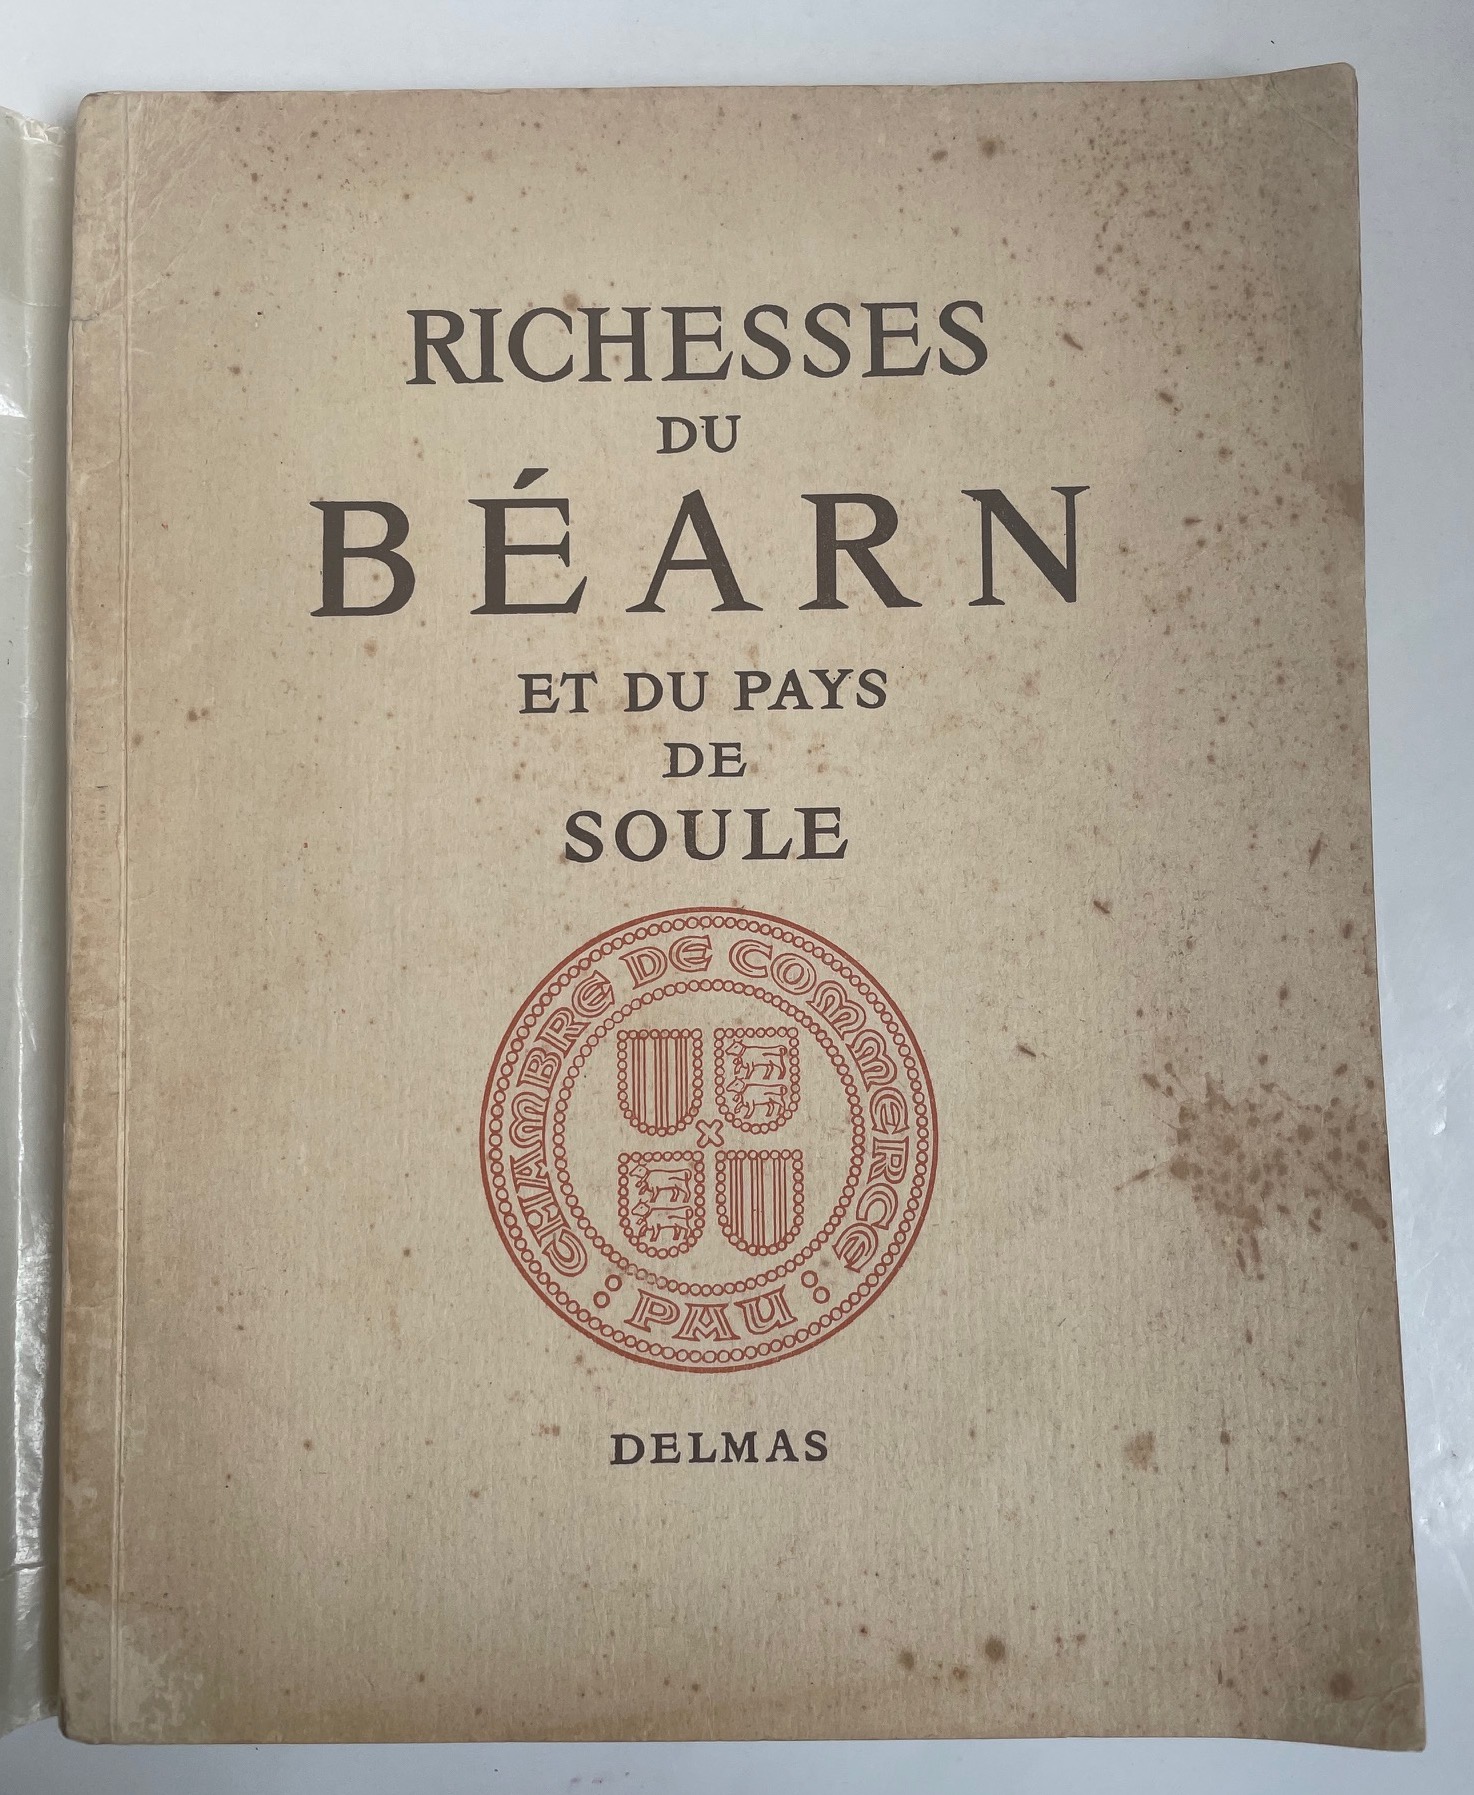 RICHESSES
DU
BÉARN
ET DU PAYS
DE
SOULE
CHAMBRE DE COMMERCE
PAU
DELMAS